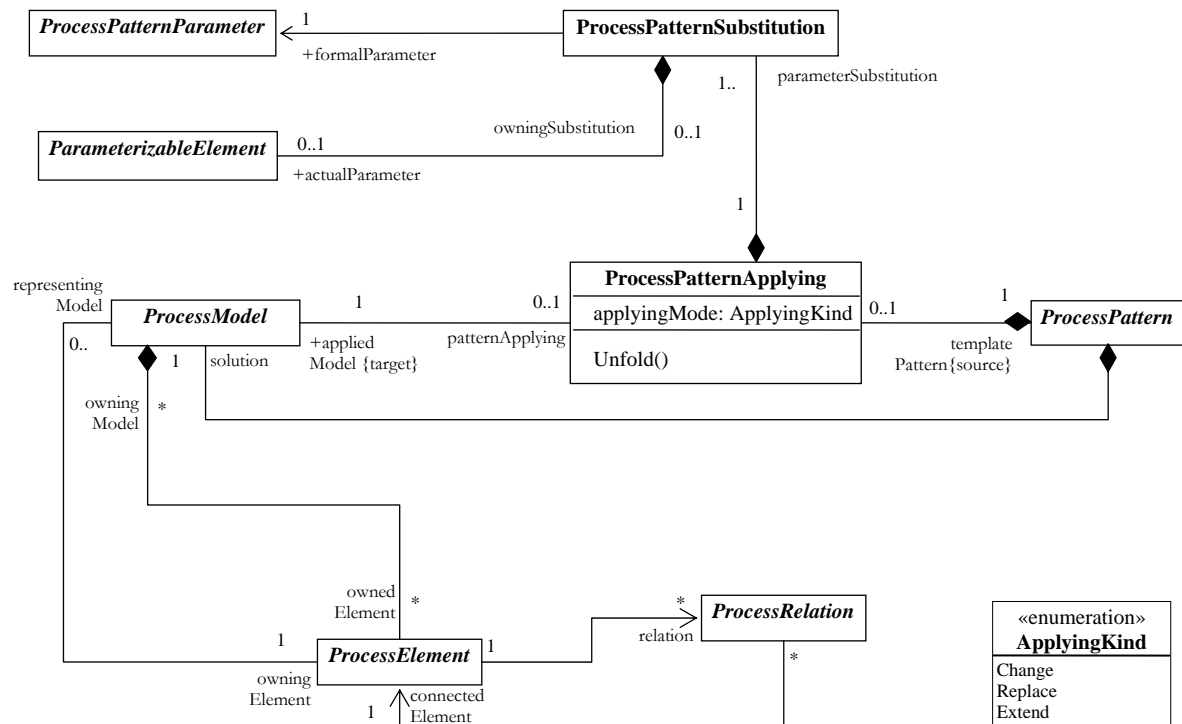 1
ProcessPatternParameter
ProcessPatternSubstitution
+formalParameter
1..
parameterSubstitution
owningSubstitution
0..1
ParameterizableElement
0..1
+actualParameter
1
representing
Model
ProcessModel
0..
1
solution
1
+applied
Model {target}
0..1
patternApplying
ProcessPatternApplying
applyingMode: ApplyingKind
Unfold()
0..1
1
template
Pattern{source}
ProcessPattern
owning
Model
*
owned
Element
*
1
owning
Element
ProcessElement
1
*
relation
ProcessRelation
*
1
connected
Element
«enumeration»
ApplyingKind
Change
Replace
Extend